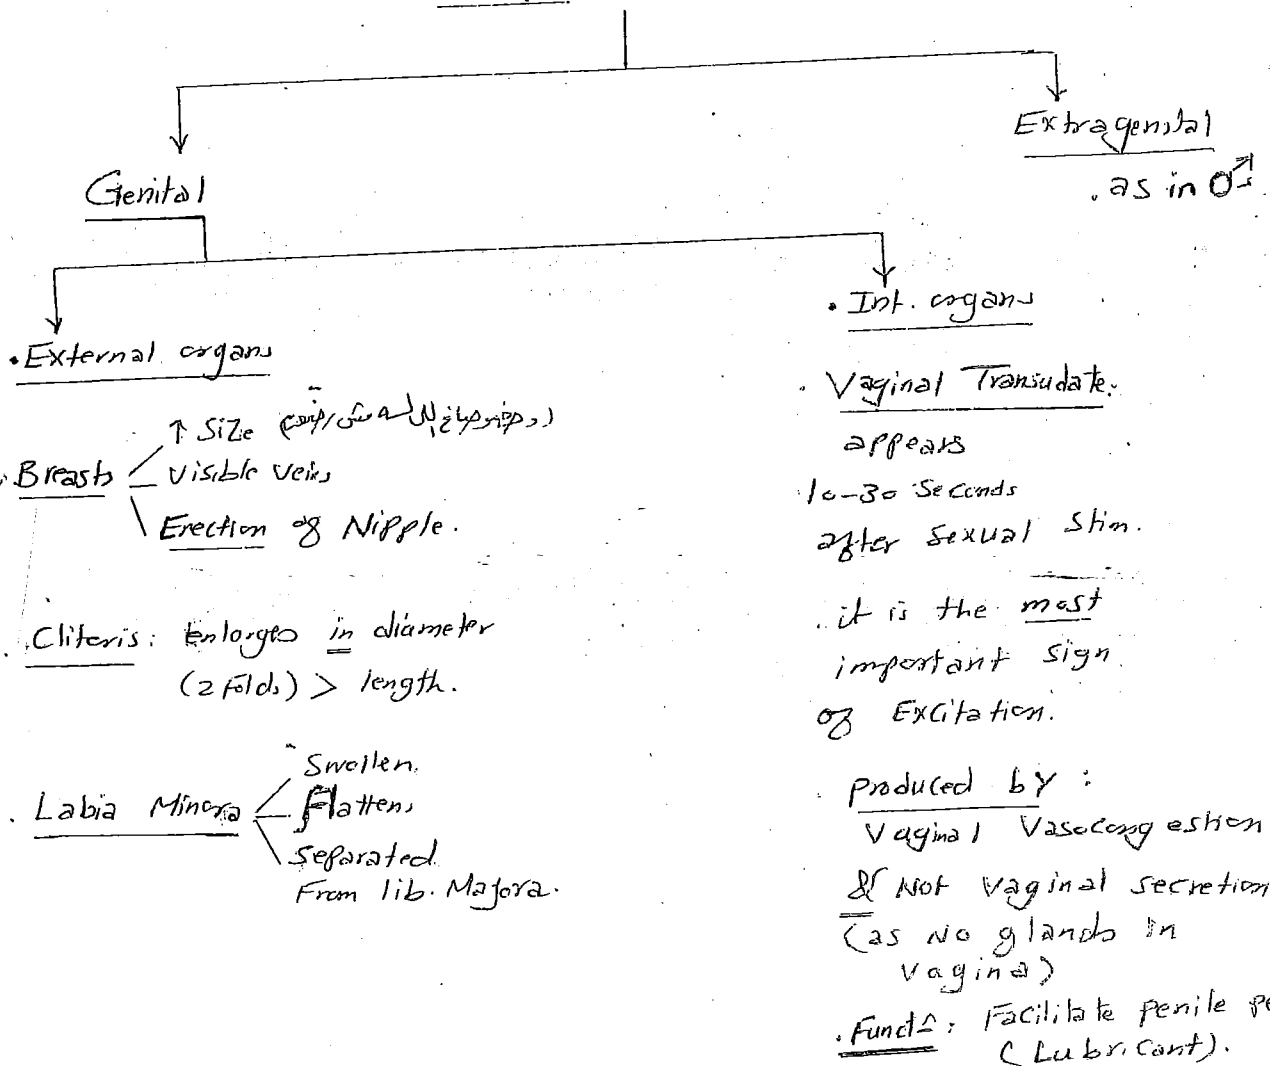 Genital
Extragenital
. as in ♂s
. External organs
. Breasts
↑ Size
Visible veins
Erection of Nipple.
. Clitoris: Enlarges in diameter
(2 Folds) > length.
. Labia Minora
Swollen.
Flattens
Separated
From lib. Majora.
. Int. organs
. Vaginal Transudate:
appears
10-30 Seconds
after Sexual Stim.
. it is the most
important sign
of Excitation.
. Produced by :
Vaginal Vasocongestion
& Not vaginal secretion
(as No glands in
vagina)
. Functn: Facilitate penile pe
(Lubricant).